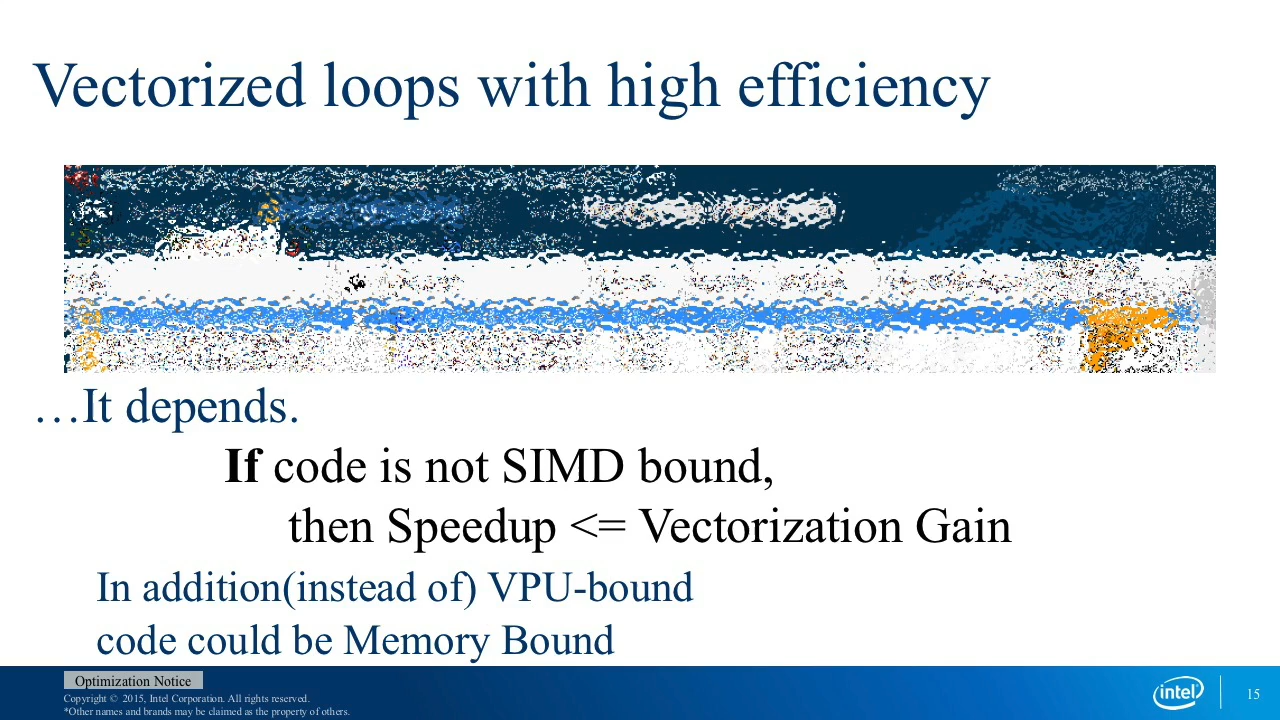 Vectorized loops with high efficiency
…It depends.
If code is not SIMD bound,
then Speedup <= Vectorization Gain
In addition(instead of) VPU-bound
code could be Memory Bound
Optimization Notice
Copyright © 2015, Intel Corporation. All rights reserved.
*Other names and brands may be claimed as the property of others.
intel
15